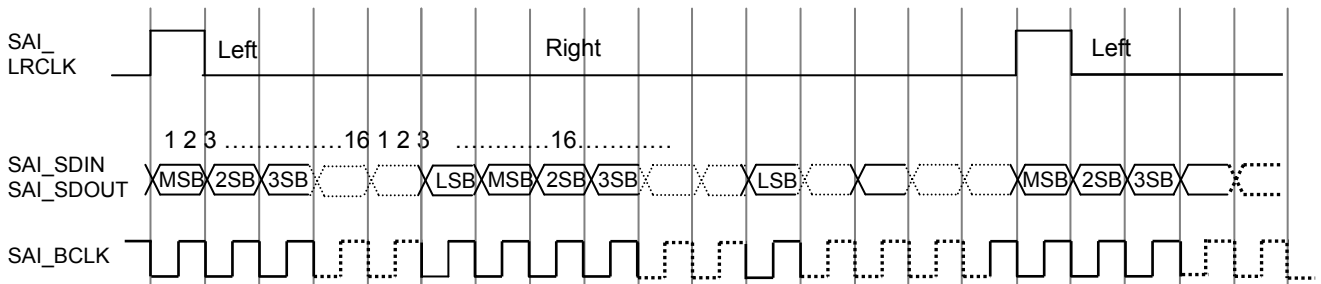 SAI_
LRCLK
Left
Right
Left
1 2 3 ..............16 1 2 3 ..............16..............
SAI_SDIN
SAI_SDOUT
MSB 2SB 3SB LSB MSB 2SB 3SB LSB MSB 2SB 3SB
SAI_BCLK